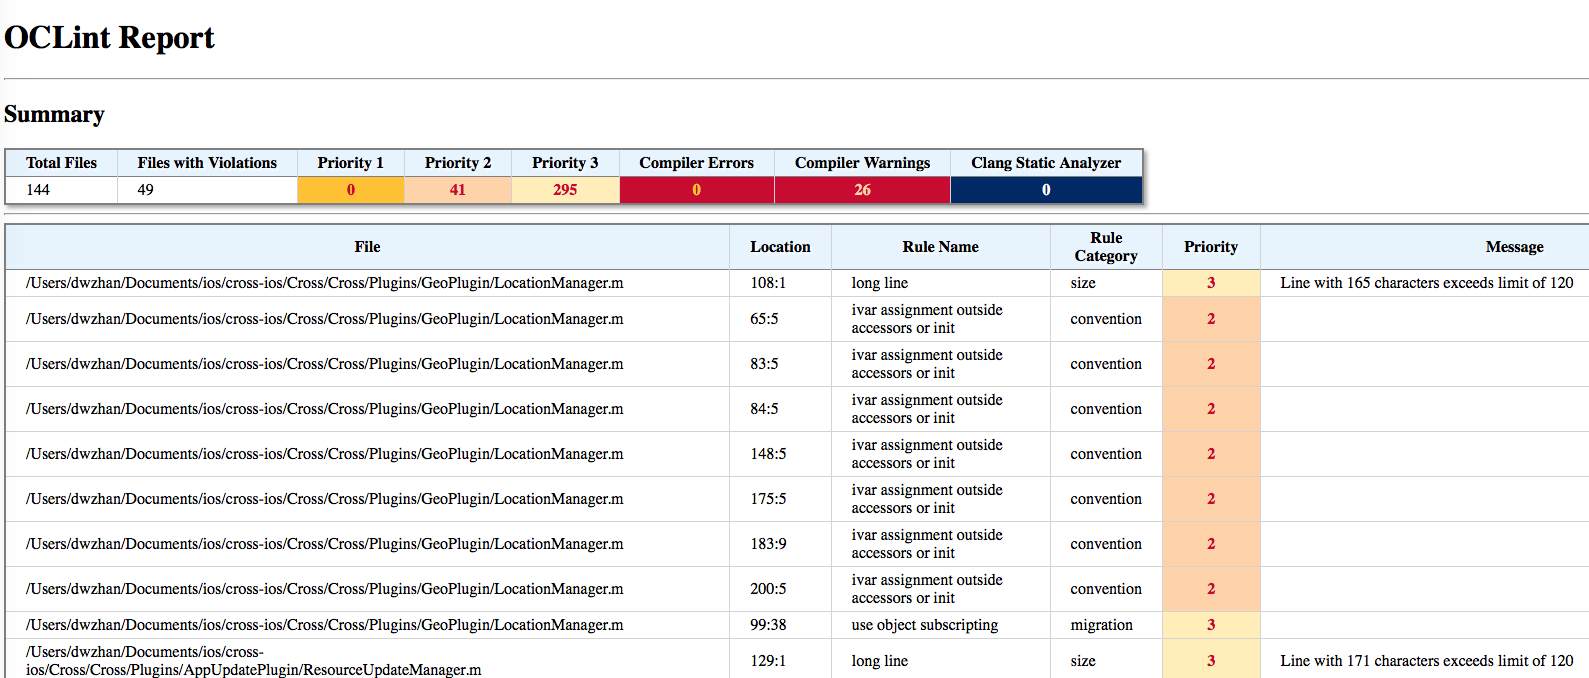 OCLint Report
Summary
Total Files Files with Violations Priority 1 Priority 2 Priority 3 Compiler Errors Compiler Warnings Clang Static Analyzer
144 49 0 41 295 0 26 0
File Location Rule Name Rule Category Priority Message
/Users/dwzhan/Documents/ios/cross-ios/Cross/Cross/Plugins/GeoPlugin/LocationManager.m 108:1 long line size 3 Line with 165 characters exceeds limit of 120
/Users/dwzhan/Documents/ios/cross-ios/Cross/Cross/Plugins/GeoPlugin/LocationManager.m 65:5 ivar assignment outside accessors or init convention 2
/Users/dwzhan/Documents/ios/cross-ios/Cross/Cross/Plugins/GeoPlugin/LocationManager.m 83:5 ivar assignment outside accessors or init convention 2
/Users/dwzhan/Documents/ios/cross-ios/Cross/Cross/Plugins/GeoPlugin/LocationManager.m 84:5 ivar assignment outside accessors or init convention 2
/Users/dwzhan/Documents/ios/cross-ios/Cross/Cross/Plugins/GeoPlugin/LocationManager.m 148:5 ivar assignment outside accessors or init convention 2
/Users/dwzhan/Documents/ios/cross-ios/Cross/Cross/Plugins/GeoPlugin/LocationManager.m 175:5 ivar assignment outside accessors or init convention 2
/Users/dwzhan/Documents/ios/cross-ios/Cross/Cross/Plugins/GeoPlugin/LocationManager.m 183:9 ivar assignment outside accessors or init convention 2
/Users/dwzhan/Documents/ios/cross-ios/Cross/Cross/Plugins/GeoPlugin/LocationManager.m 200:5 ivar assignment outside accessors or init convention 2
/Users/dwzhan/Documents/ios/cross-ios/Cross/Cross/Plugins/GeoPlugin/LocationManager.m 99:38 use object subscripting migration 3
/Users/dwzhan/Documents/ios/cross-
ios/Cross/Cross/Plugins/AppUpdatePlugin/ResourceUpdateManager.m 129:1 long line size 3 Line with 171 characters exceeds limit of 120